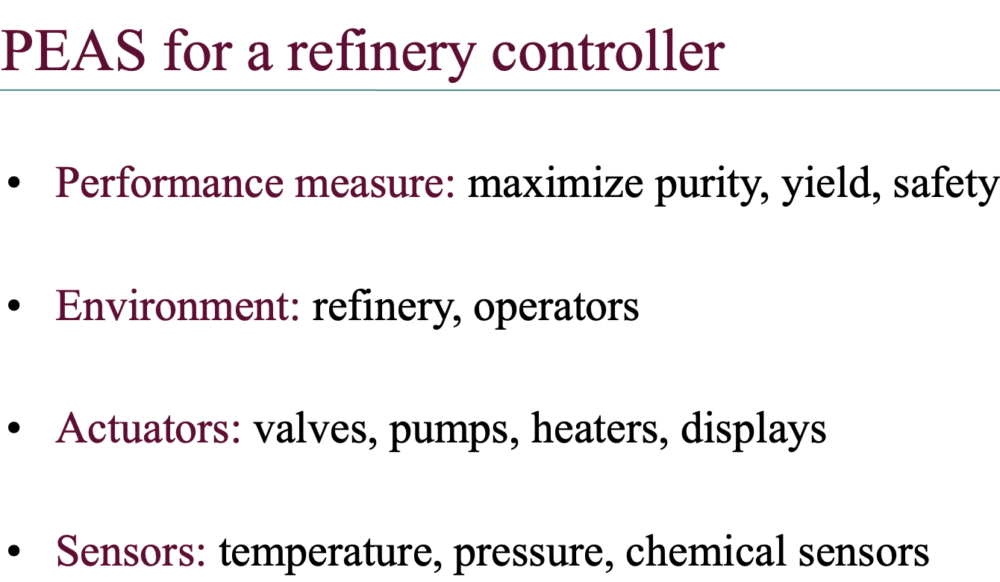 PEAS for a refinery controller
• Performance measure: maximize purity, yield, safety
• Environment: refinery, operators
• Actuators: valves, pumps, heaters, displays
• Sensors: temperature, pressure, chemical sensors